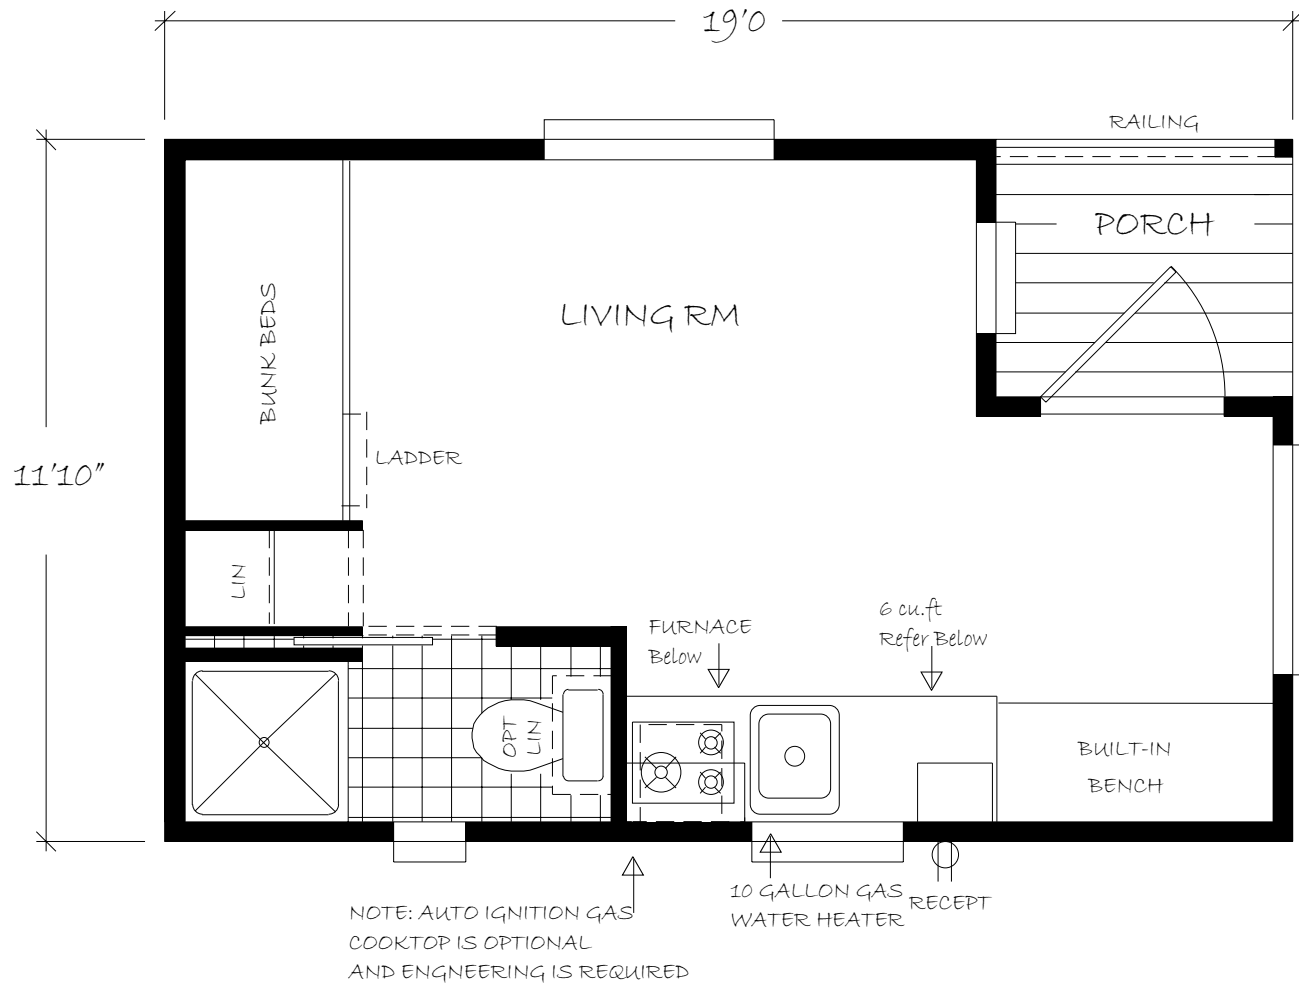 19'0
RAILING
PORCH
BUNK BEDS
LIVING RM
LADDER
11'10"
LIN
6 cu.ft
Refer Below
FURNACE
Below
OPT
LIN
BUILT-IN
BENCH
10 GALLON GAS
WATER HEATER
RECEPT
NOTE: AUTO IGNITION GAS
COOKTOP IS OPTIONAL
AND ENGNEERING IS REQUIRED